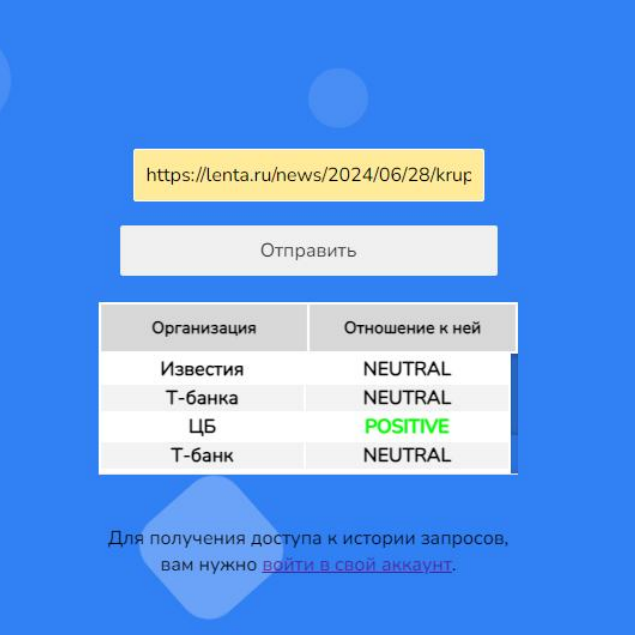 https://lenta.ru/news/2024/06/28/krup
Отправить
Организация Отношение к ней
Известия NEUTRAL
Т-банка NEUTRAL
ЦБ POSITIVE
Т-банк NEUTRAL
Для получения доступа к истории запросов,
вам нужно войти в свой аккаунт.